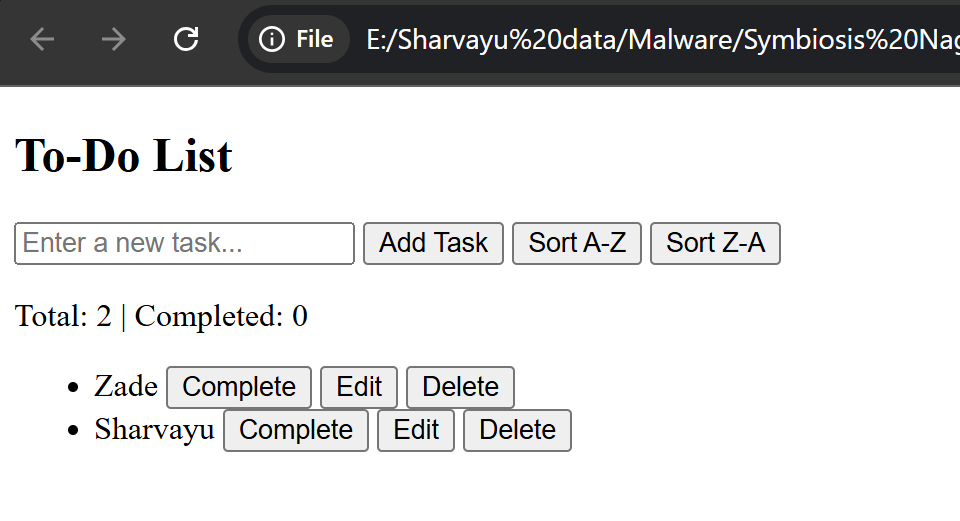 File E:/Sharvayu%20data/Malware/Symbiosis%20Nag
To-Do List
Enter a new task... Add Task Sort A-Z Sort Z-A
Total: 2 | Completed: 0
• Zade Complete Edit Delete
• Sharvayu Complete Edit Delete